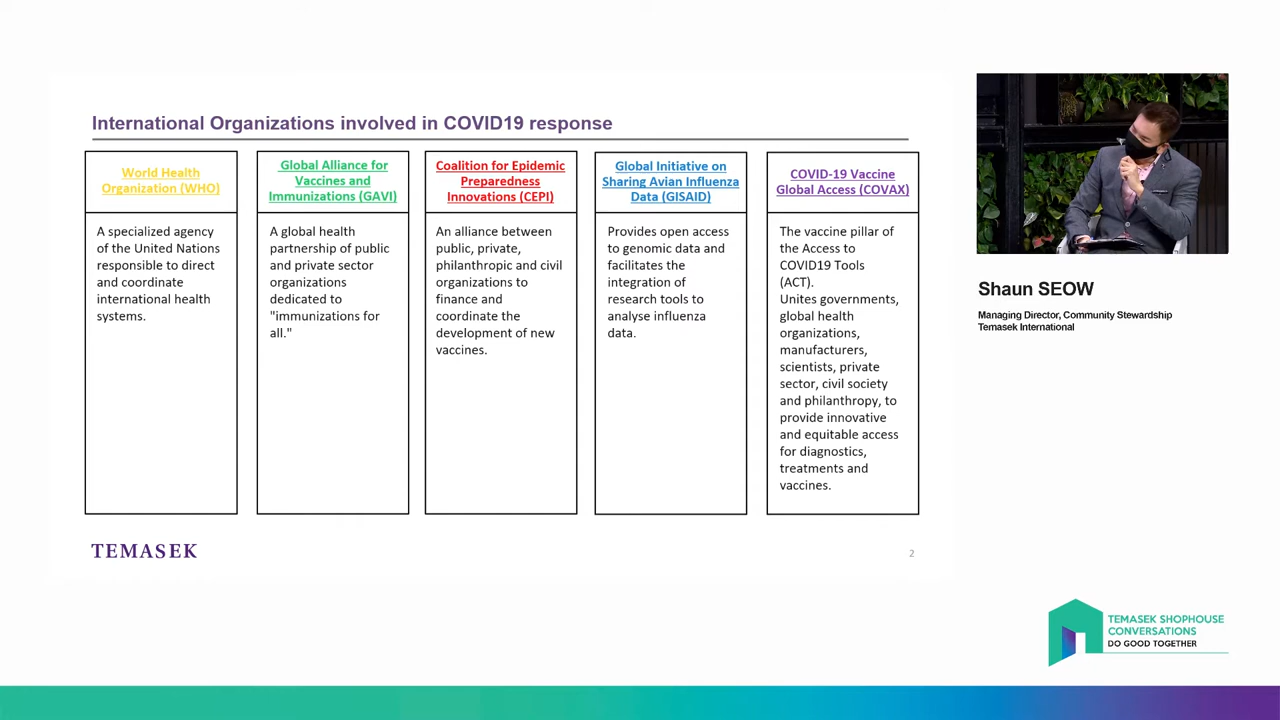 International Organizations involved in COVID19 response
World Health
Organization (WHO)
A specialized agency
of the United Nations
responsible to direct
and coordinate
international health
systems.
Global Alliance for
Vaccines and
Immunizations (GAVI)
A global health
partnership of public
and private sector
organizations
dedicated to
"immunizations for
all."
Coalition for Epidemic
Preparedness
Innovations (CEPI)
An alliance between
public, private,
philanthropic and civil
organizations to
finance and
coordinate the
development of new
vaccines.
Global Initiative on
Sharing Avian Influenza
Data (GISAID)
Provides open access
to genomic data and
facilitates the
integration of
research tools to
analyse influenza
data.
COVID-19 Vaccine
Global Access (COVAX)
The vaccine pillar of
the Access to
COVID19 Tools
(ACT).
Unites governments,
global health
organizations,
manufacturers,
scientists, private
sector, civil society
and philanthropy, to
provide innovative
and equitable access
for diagnostics,
treatments and
vaccines.
TEMASEK
2
Shaun SEOW
Managing Director, Community Stewardship
Temasek International
TEMASEK SHOPHOUSE
CONVERSATIONS
DO GOOD TOGETHER